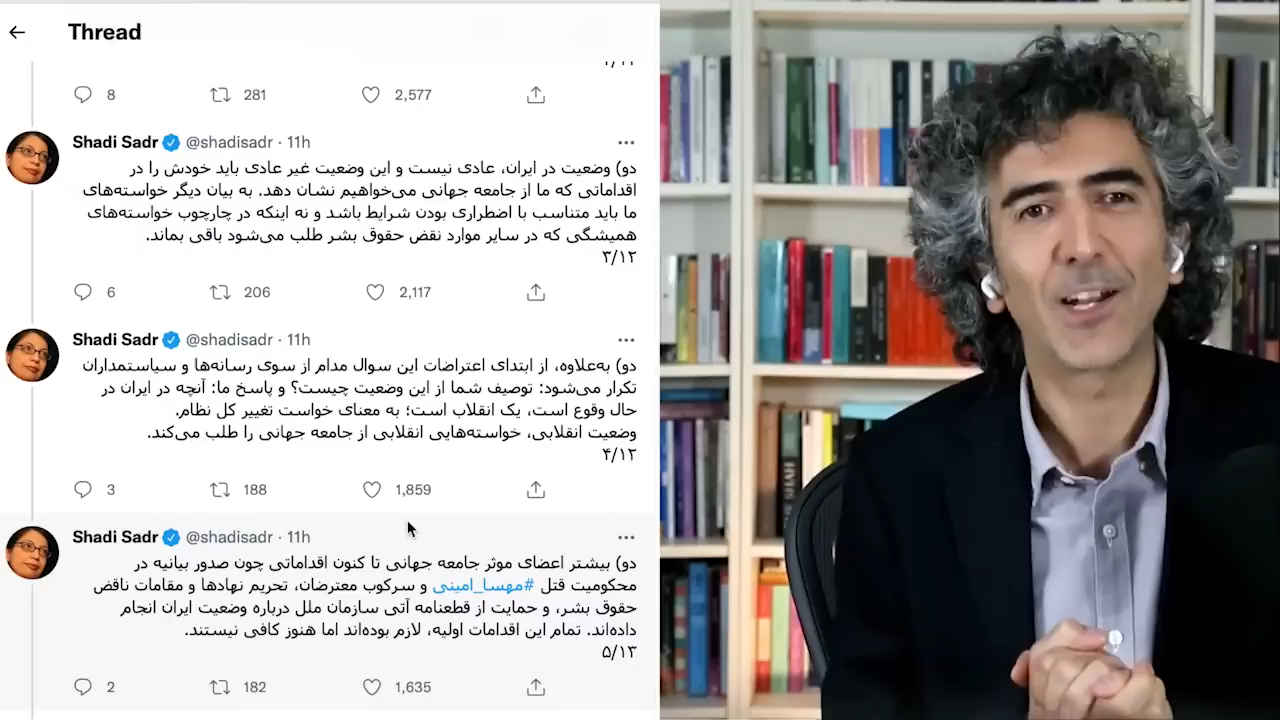 Thread
8 281 2,577
Shadi Sadr @shadisadr · 11h
دو) وضعیت در ایران، عادی نیست و این وضعیت غیر عادی باید خودش را در
اقداماتی که ما از جامعه جهانی می‌خواهیم نشان دهد. به بیان دیگر خواسته‌های
ما باید متناسب با اضطراری بودن شرایط باشد و نه اینکه در چارچوب خواسته‌های
همیشگی که در سایر موارد نقض حقوق بشر طلب می‌شود باقی بماند.
۳/۱۳
6 206 2,117
Shadi Sadr @shadisadr · 11h
دو) به‌علاوه، از ابتدای اعتراضات این سوال مدام از سوی رسانه‌ها و سیاستمداران
تکرار می‌شود: توصیف شما از این وضعیت چیست؟ و پاسخ ما: آنچه در ایران در
حال وقوع است، یک انقلاب است؛ به معنای خواست تغییر کل نظام.
وضعیت انقلابی، خواسته‌هایی انقلابی از جامعه جهانی را طلب می‌کند.
۴/۱۳
3 188 1,859
Shadi Sadr @shadisadr · 11h
دو) بیشتر اعضای موثر جامعه جهانی تا کنون اقداماتی چون صدور بیانیه در
محکومیت قتل #مهسا_امینی و سرکوب معترضان، تحریم نهادها و مقامات ناقض
حقوق بشر، و حمایت از قطعنامه آتی سازمان ملل درباره وضعیت ایران انجام
داده‌اند. تمام این اقدامات اولیه، لازم بوده‌اند اما هنوز کافی نیستند.
۵/۱۳
2 182 1,635
SHAH